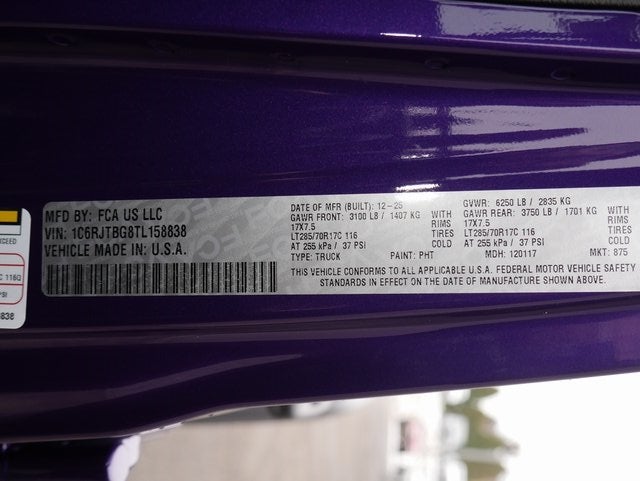 MFD BY: FCA US LLC
VIN: 1C6RJTBG8TL158838
VEHICLE MADE IN: U.S.A.
DATE OF MFR (BUILT): 12-25
GAWR FRONT: 3100 LB / 1407 KG WITH
17X7.5 RIMS
LT285/70R17C 116 TIRES
AT 255 kPa / 37 PSI COLD
TYPE: TRUCK PAINT: PHT
GVWR: 6250 LB / 2835 KG
GAWR REAR: 3750 LB / 1701 KG WITH
17X7.5 RIMS
LT285/70R17C 116 TIRES
AT 255 kPa / 37 PSI COLD
MDH: 120117 MKT: 875
THIS VEHICLE CONFORMS TO ALL APPLICABLE U.S.A. FEDERAL MOTOR VEHICLE SAFETY
STANDARDS IN EFFECT ON THE DATE OF MANUFACTURE SHOWN ABOVE.
EXCEED
C 116Q
PSI
8838